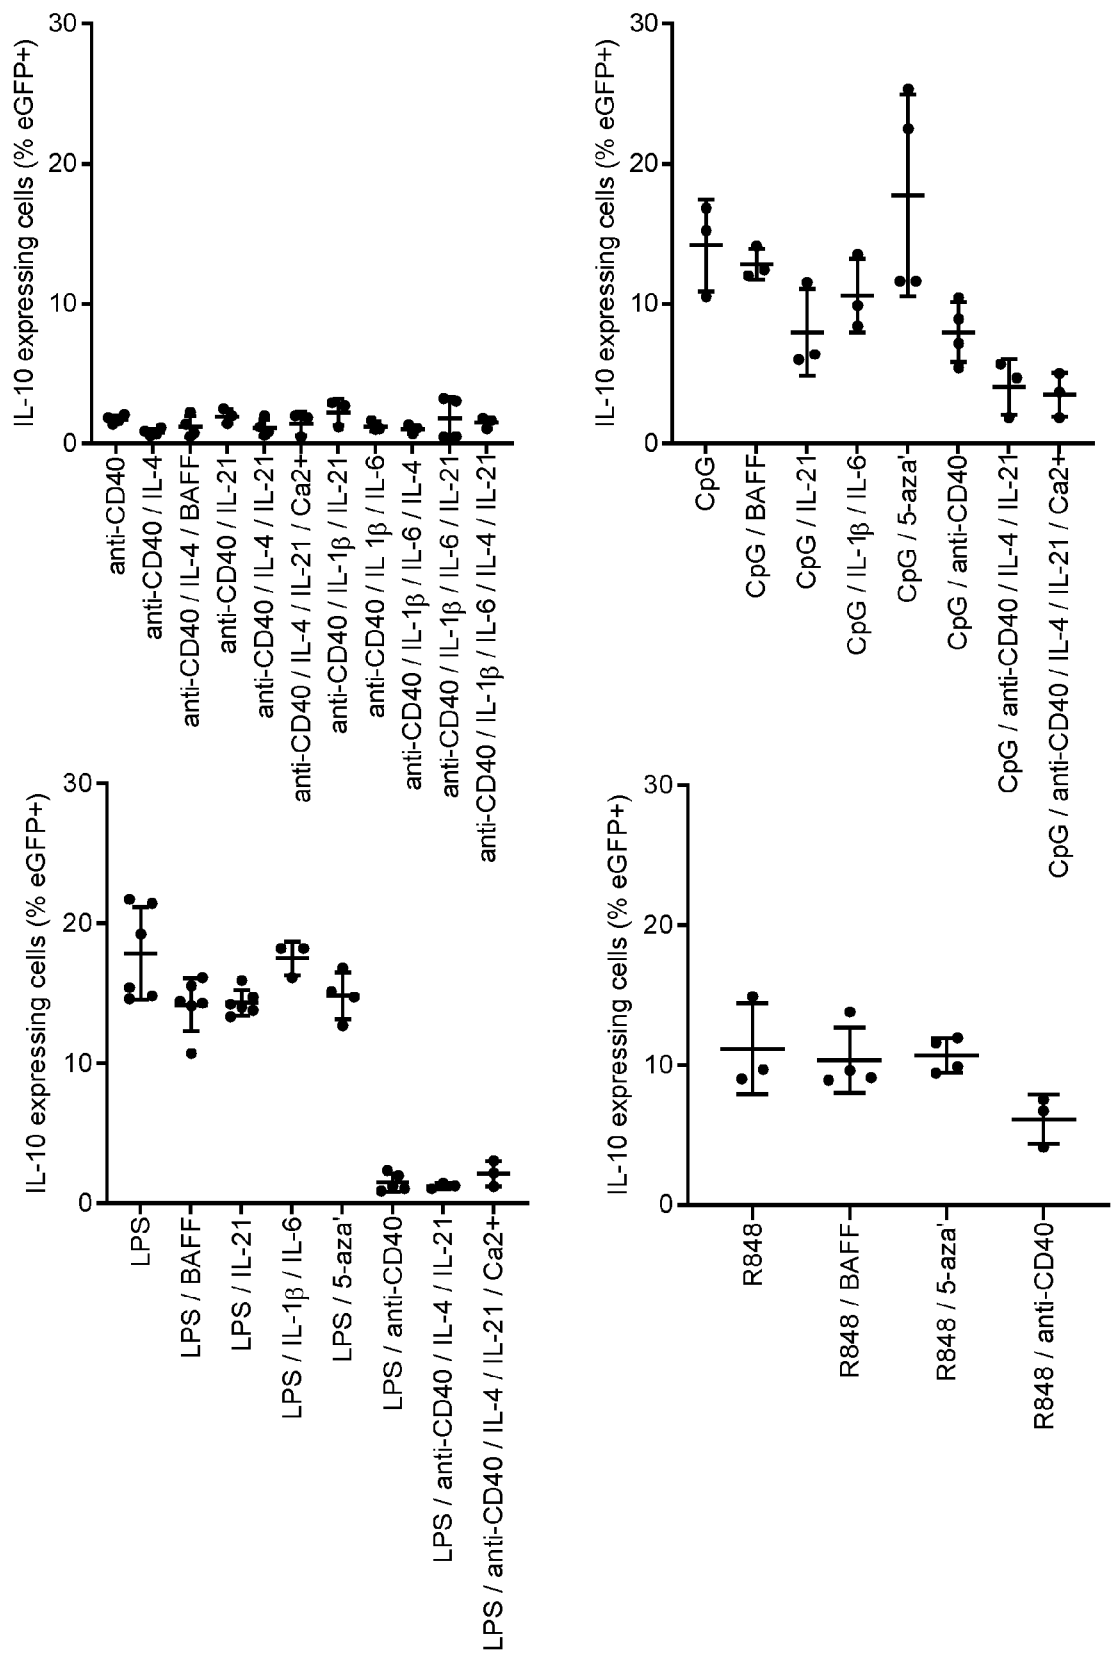 IL-10 expressing cells (% eGFP+)
30
20
10
0
anti-CD40
anti-CD40 / IL-4
anti-CD40 / IL-4 / BAFF
anti-CD40 / IL-21
anti-CD40 / IL-4 / IL-21
anti-CD40 / IL-4 / IL-21 / Ca2+
anti-CD40 / IL-1β / IL-21
anti-CD40 / IL 1β / IL-6
anti-CD40 / IL-1β / IL-6 / IL-4
anti-CD40 / IL-1β / IL-6 / IL-21
anti-CD40 / IL-1β / IL-6 / IL-4 / IL-21
IL-10 expressing cells (% eGFP+)
30
20
10
0
CpG
CpG / BAFF
CpG / IL-21
CpG / IL-1β / IL-6
CpG / 5-aza'
CpG / anti-CD40
CpG / anti-CD40 / IL-4 / IL-21
CpG / anti-CD40 / IL-4 / IL-21 / Ca2+
IL-10 expressing cells (% eGFP+)
30
20
10
0
LPS
LPS / BAFF
LPS / IL-21
LPS / IL-1β / IL-6
LPS / 5-aza'
LPS / anti-CD40
LPS / anti-CD40 / IL-4 / IL-21
LPS / anti-CD40 / IL-4 / IL-21 / Ca2+
IL-10 expressing cells (% eGFP+)
30
20
10
0
R848
R848 / BAFF
R848 / 5-aza'
R848 / anti-CD40